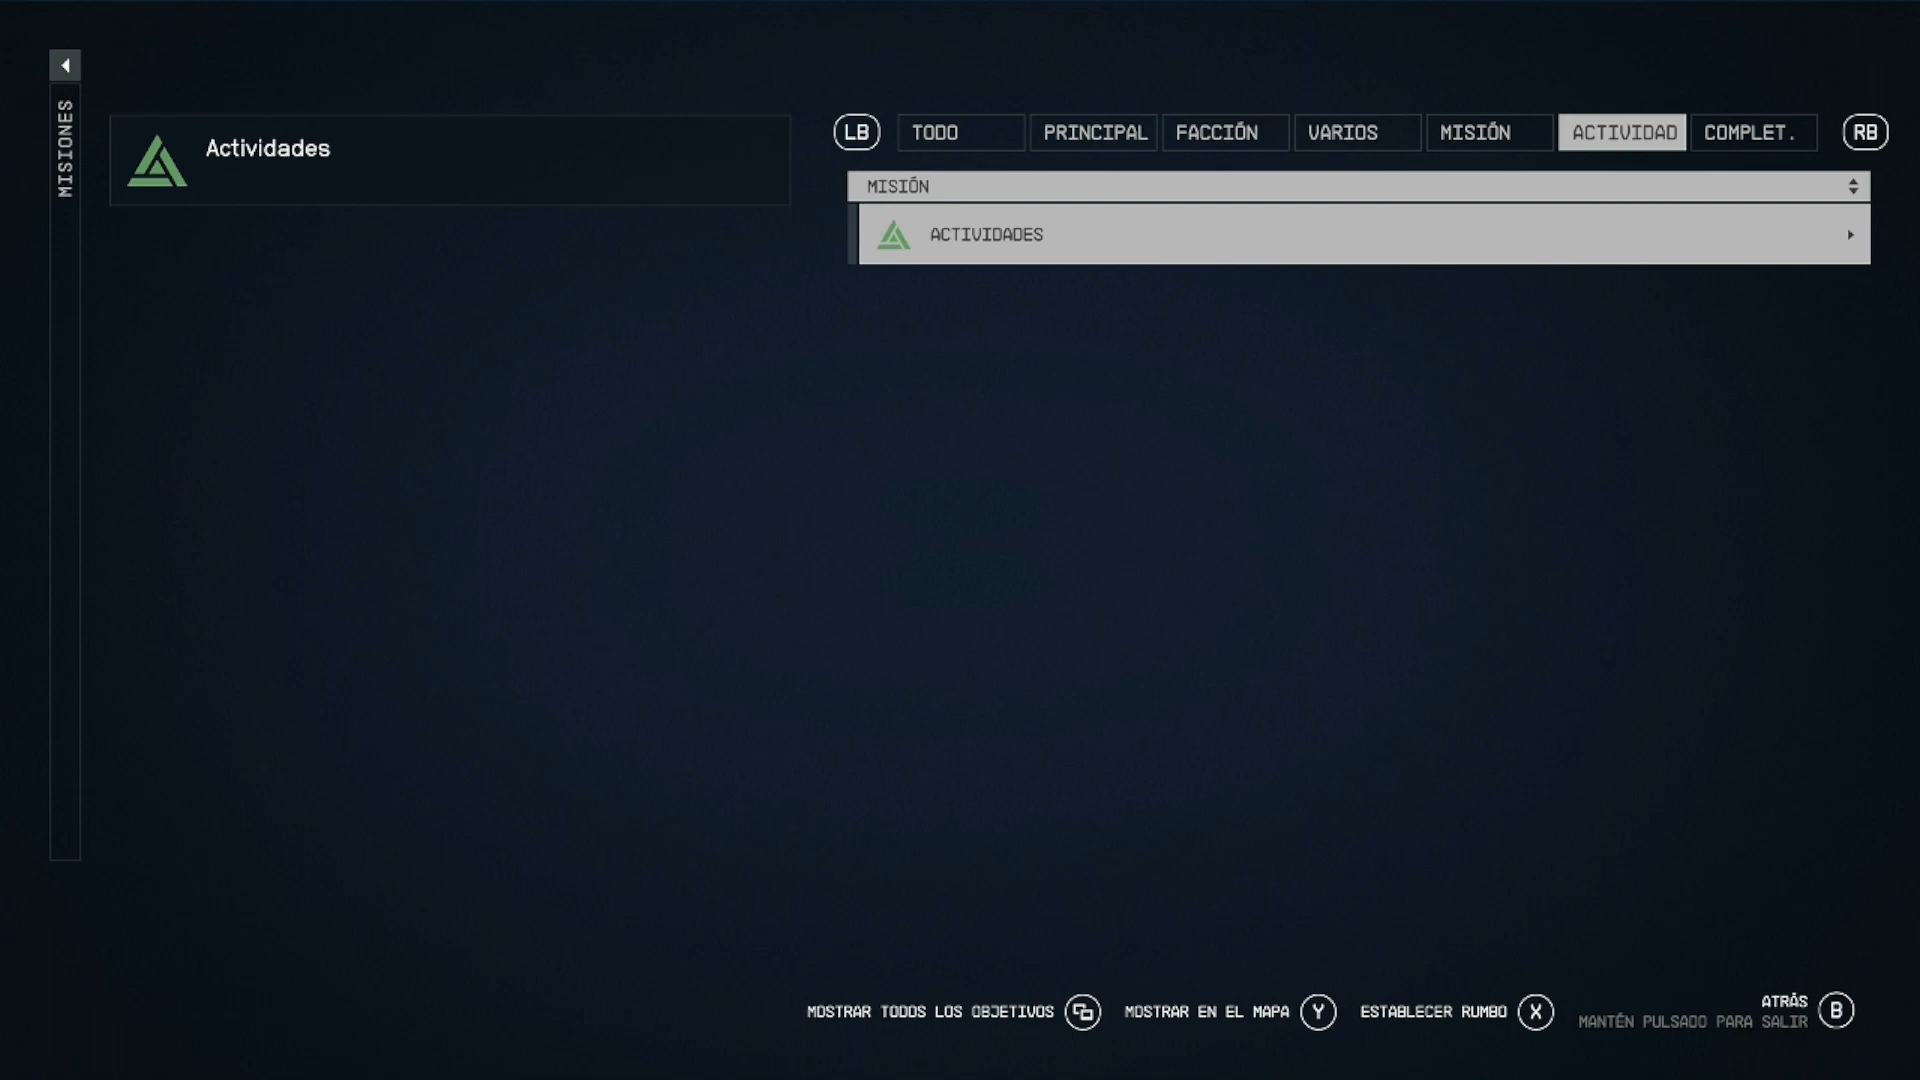 MISIONES
Actividades
LB TODO PRINCIPAL FACCIÓN VARIOS MISIÓN ACTIVIDAD COMPLET. RB
MISIÓN
ACTIVIDADES
MOSTRAR TODOS LOS OBJETIVOS MOSTRAR EN EL MAPA Y ESTABLECER RUMBO X ATRÁS B
MANTÉN PULSADO PARA SALIR